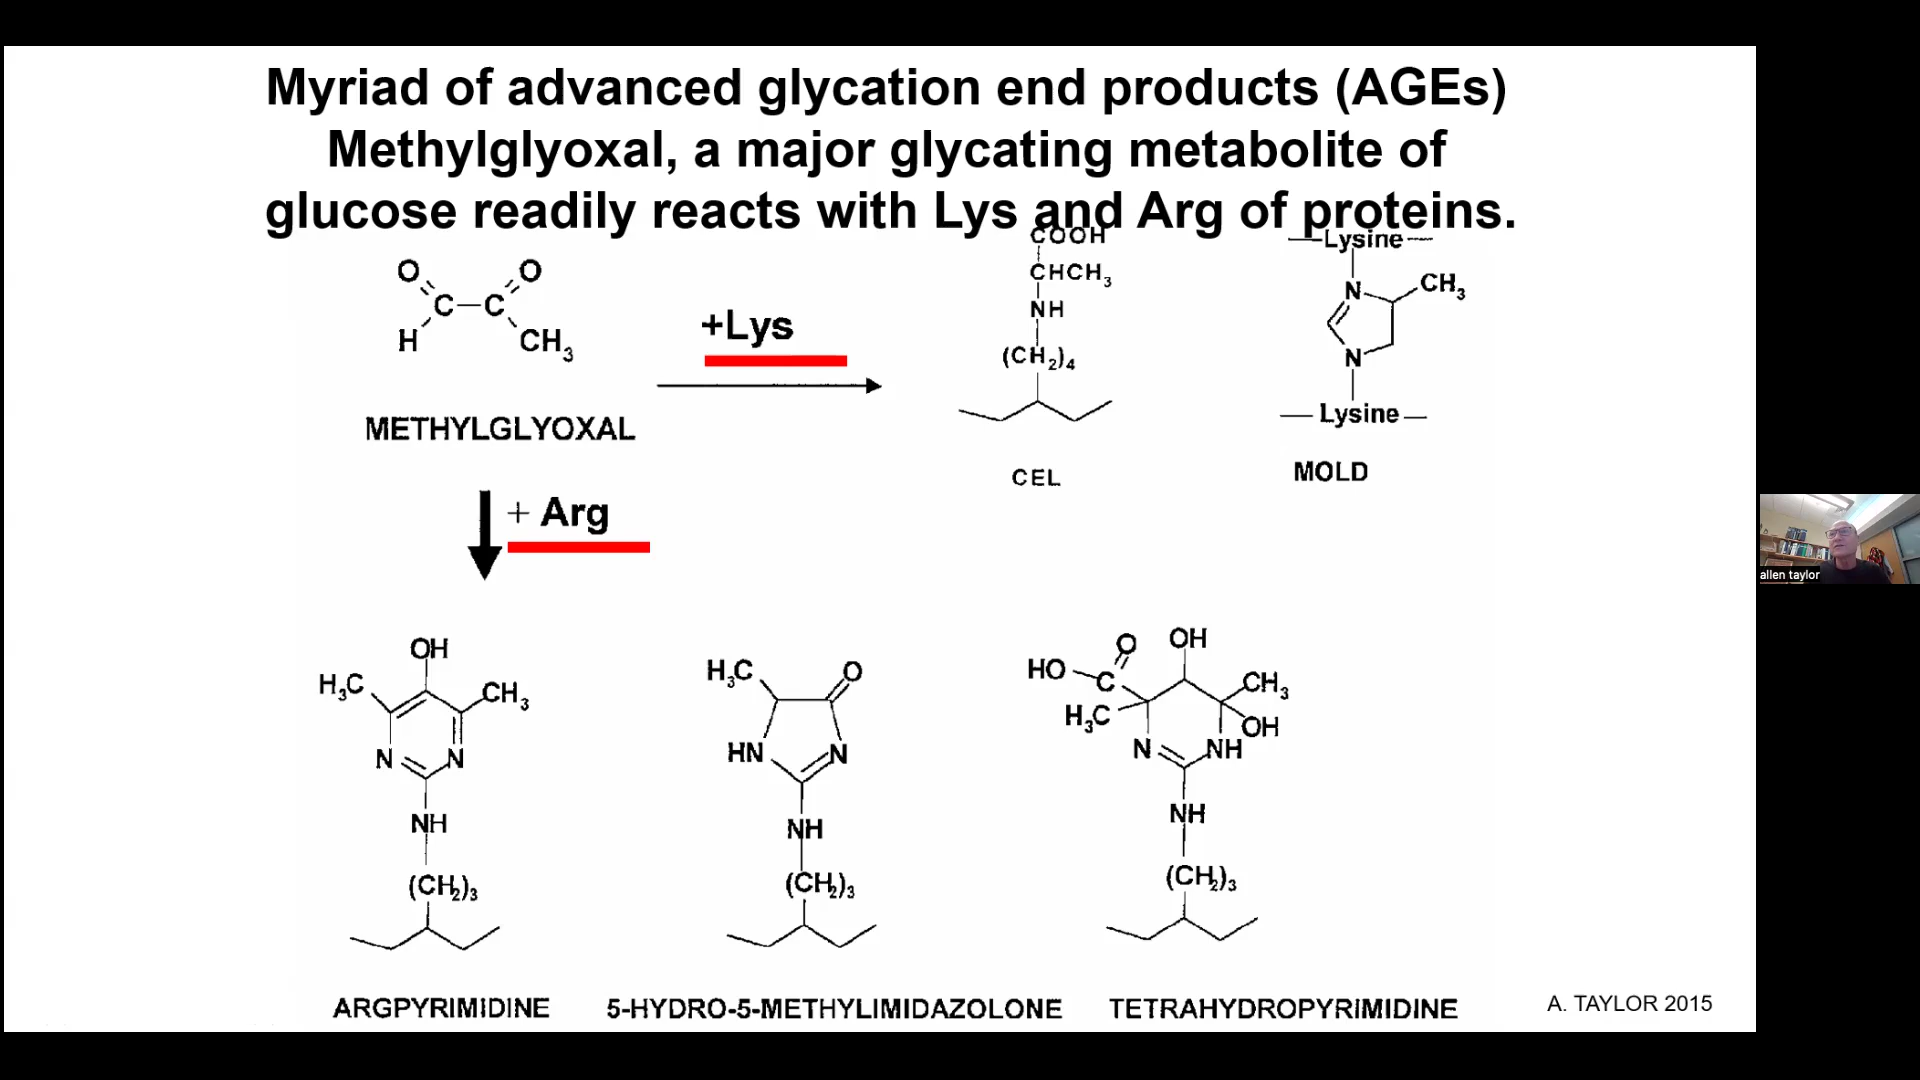 Myriad of advanced glycation end products (AGEs)
Methylglyoxal, a major glycating metabolite of
glucose readily reacts with Lys and Arg of proteins.
O
O
C
C
H
CH3
METHYLGLYOXAL
+Lys
COOH
CHCH3
NH
(CH2)4
CEL
Lysine
N
CH3
N
Lysine
MOLD
+ Arg
OH
H3C
CH3
N
N
NH
(CH2)3
ARGPYRIMIDINE
H3C
O
HN
N
NH
(CH2)3
5-HYDRO-5-METHYLIMIDAZOLONE
O
OH
HO
C
CH3
H3C
OH
N
NH
NH
(CH2)3
TETRAHYDROPYRIMIDINE
A. TAYLOR 2015
allen taylor